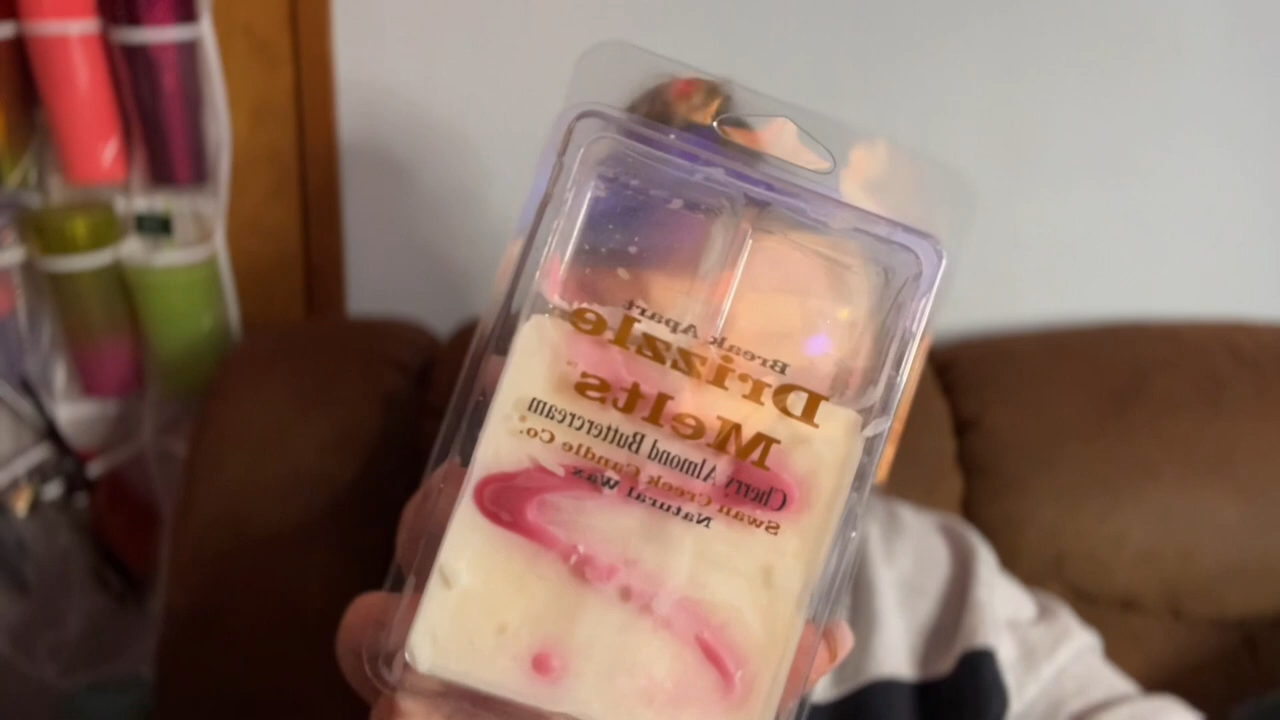 Break Apart
Drizzle
Melts
Cherry Almond Buttercream
Swan Creek Candle Co.
Natural Wax